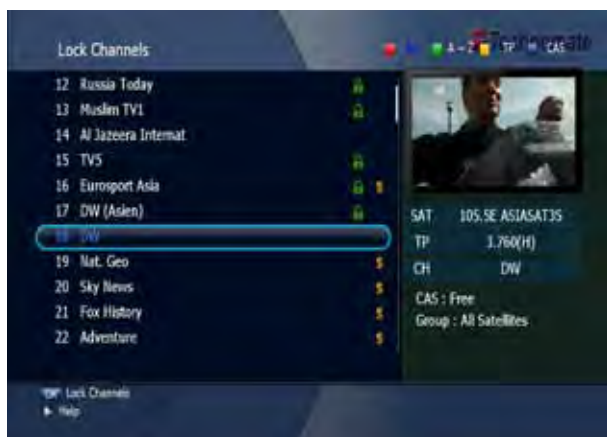 Lock Channels
A~Z TP CAS
12 Russia Today
13 Muslim TV1
14 Al Jazeera Internat
15 TV5
16 Eurosport Asia $
17 DW (Asien)
18 DW
19 Nat. Geo $
20 Sky News $
21 Fox History $
22 Adventure $
SAT 105.5E ASIASAT3S
TP 3.760(H)
CH DW
CAS : Free
Group : All Satellites
Lock Channels
Help